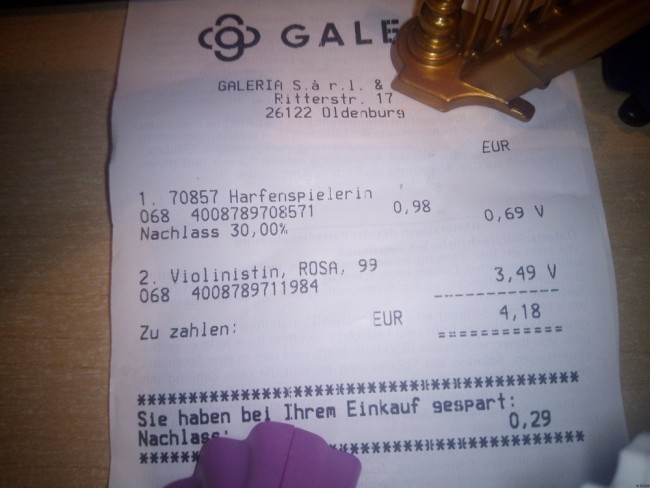 GALE
GALERIA S.à r.l. &
Ritterstr. 17
26122 Oldenburg
EUR
1. 70857 Harfenspielerin
068 4008789708571 0,98 0,69 V
Nachlass 30,00%
2. Violinistin, ROSA, 99
068 4008789711984 3,49 V
--------------
Zu zahlen: EUR 4,18
============
****************************************
Sie haben bei Ihrem Einkauf gespart:
Nachlass: 0,29
****************************************